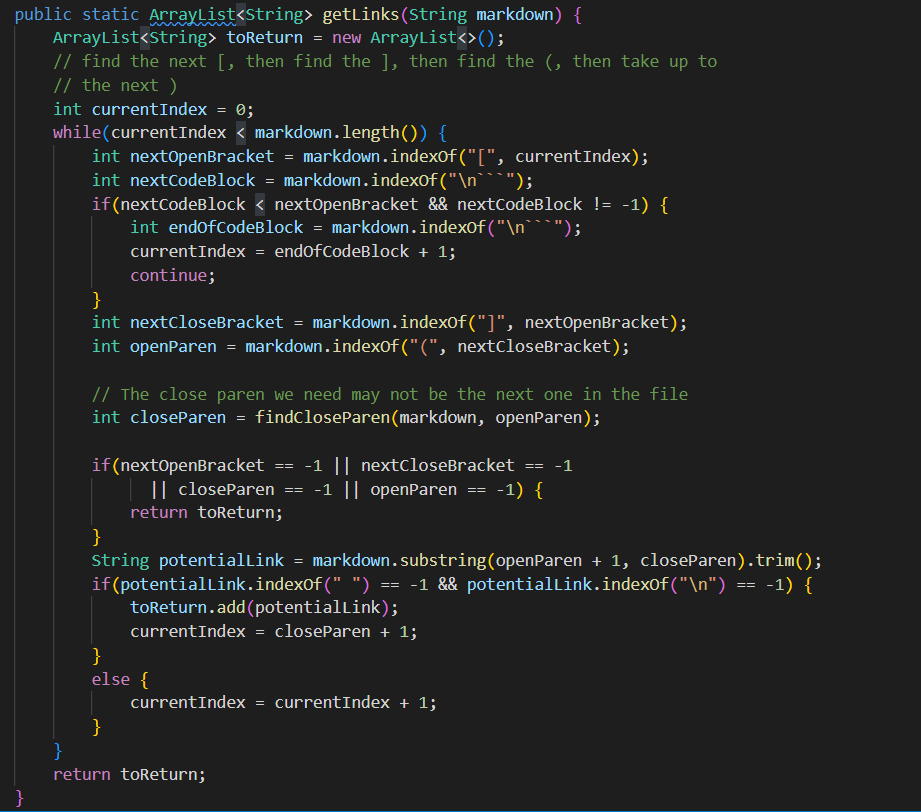 public static ArrayList<String> getLinks(String markdown) {
    ArrayList<String> toReturn = new ArrayList<>();
    // find the next [, then find the ], then find the (, then take up to
    // the next )
    int currentIndex = 0;
    while(currentIndex < markdown.length()) {
        int nextOpenBracket = markdown.indexOf("[", currentIndex);
        int nextCodeBlock = markdown.indexOf("\n```");
        if(nextCodeBlock < nextOpenBracket && nextCodeBlock != -1) {
            int endOfCodeBlock = markdown.indexOf("\n```");
            currentIndex = endOfCodeBlock + 1;
            continue;
        }
        int nextCloseBracket = markdown.indexOf("]", nextOpenBracket);
        int openParen = markdown.indexOf("(", nextCloseBracket);

        // The close paren we need may not be the next one in the file
        int closeParen = findCloseParen(markdown, openParen);

        if(nextOpenBracket == -1 || nextCloseBracket == -1
              || closeParen == -1 || openParen == -1) {
            return toReturn;
        }
        String potentialLink = markdown.substring(openParen + 1, closeParen).trim();
        if(potentialLink.indexOf(" ") == -1 && potentialLink.indexOf("\n") == -1) {
            toReturn.add(potentialLink);
            currentIndex = closeParen + 1;
        }
        else {
            currentIndex = currentIndex + 1;
        }
    }
    return toReturn;
}